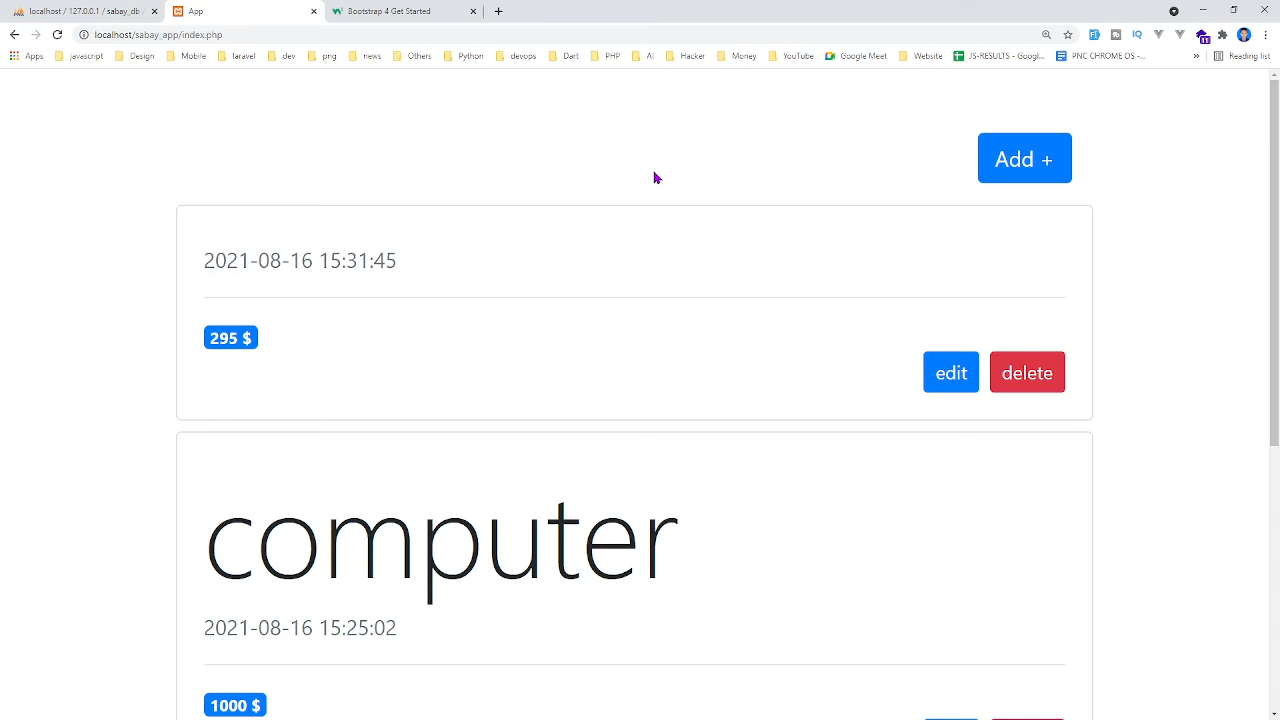 localhost / 127.0.0.1 / sabay_db /
App
Bootstrap 4 Get Started
localhost/sabay_app/index.php
Apps
javascript
Design
Mobile
laravel
dev
png
news
Others
Python
devops
Dart
PHP
AI
Hacker
Money
YouTube
Google Meet
Website
JS-RESULTS - Googl...
PNC CHROME OS -...
»
Reading list
Add +
2021-08-16 15:31:45
295 $
edit
delete
computer
2021-08-16 15:25:02
1000 $